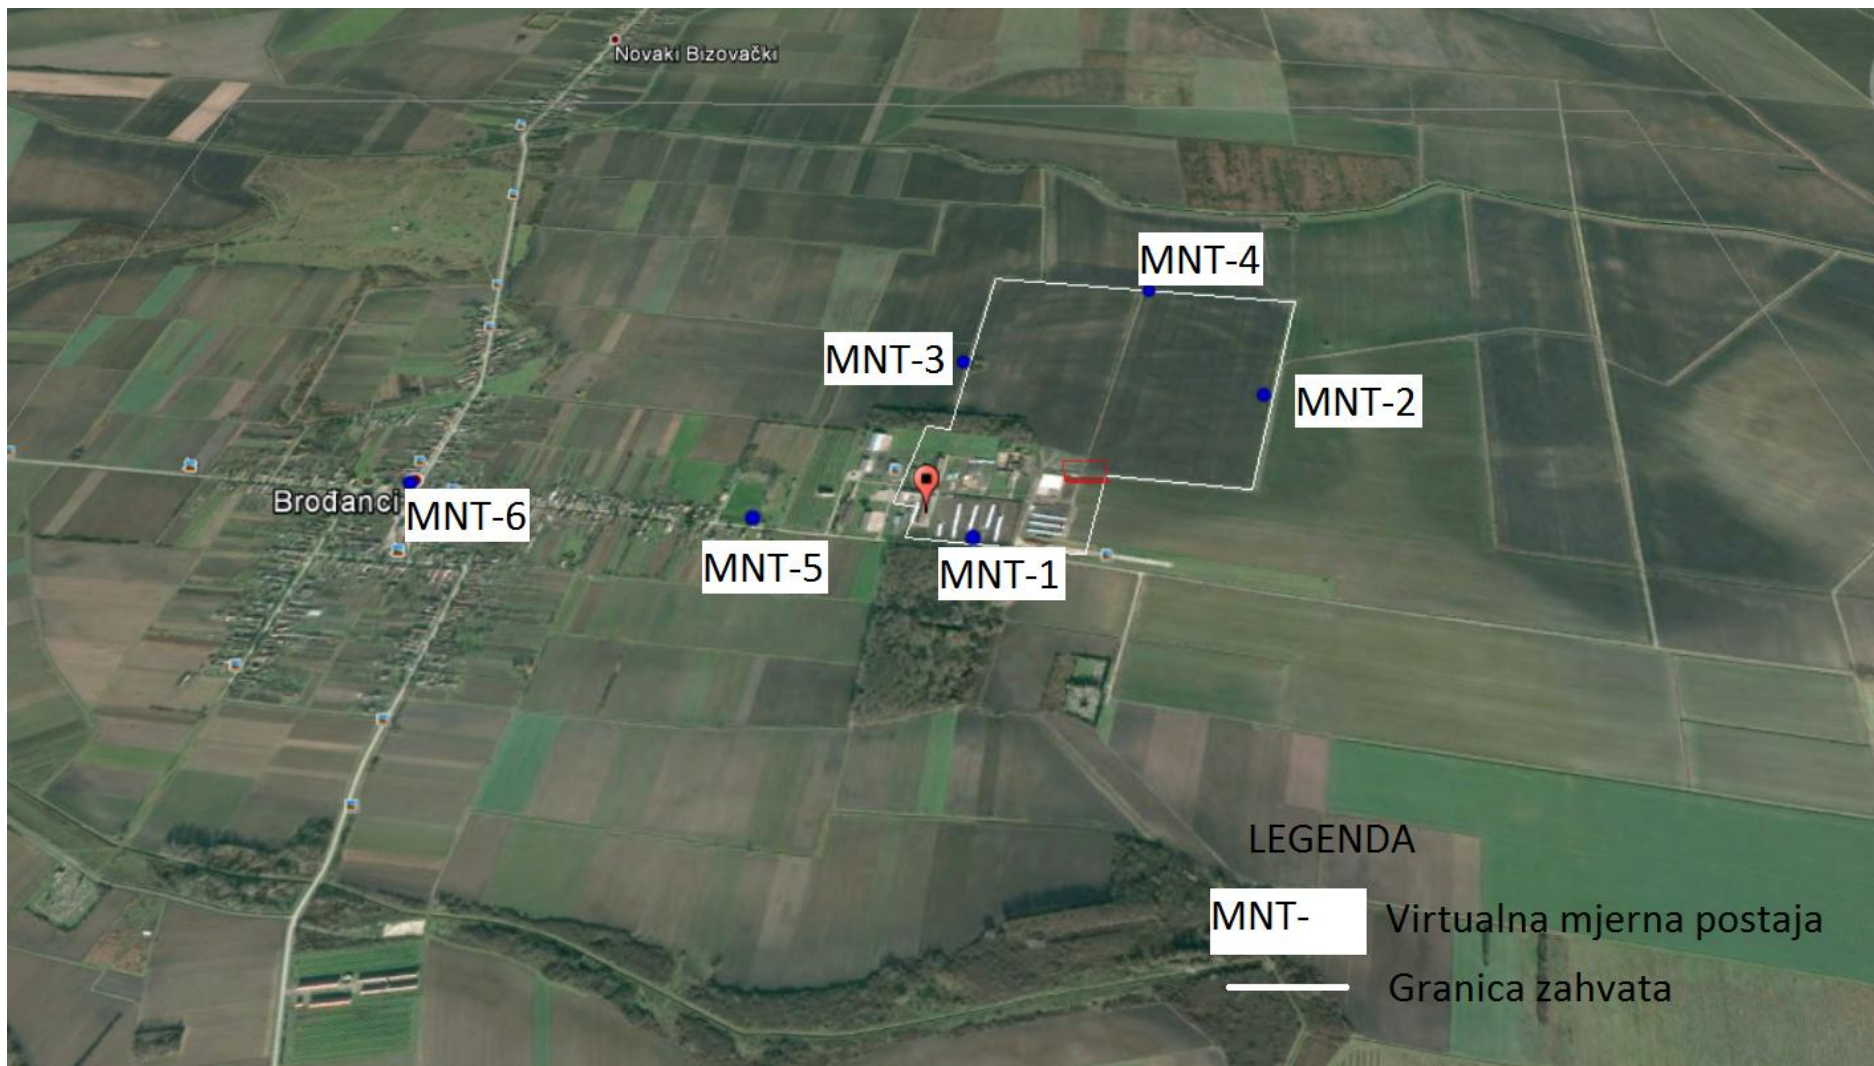 Novaki Bizovački
MNT-4
MNT-3
MNT-2
Brođanci
MNT-6
MNT-5
MNT-1
LEGENDA
MNT- Virtualna mjerna postaja
Granica zahvata